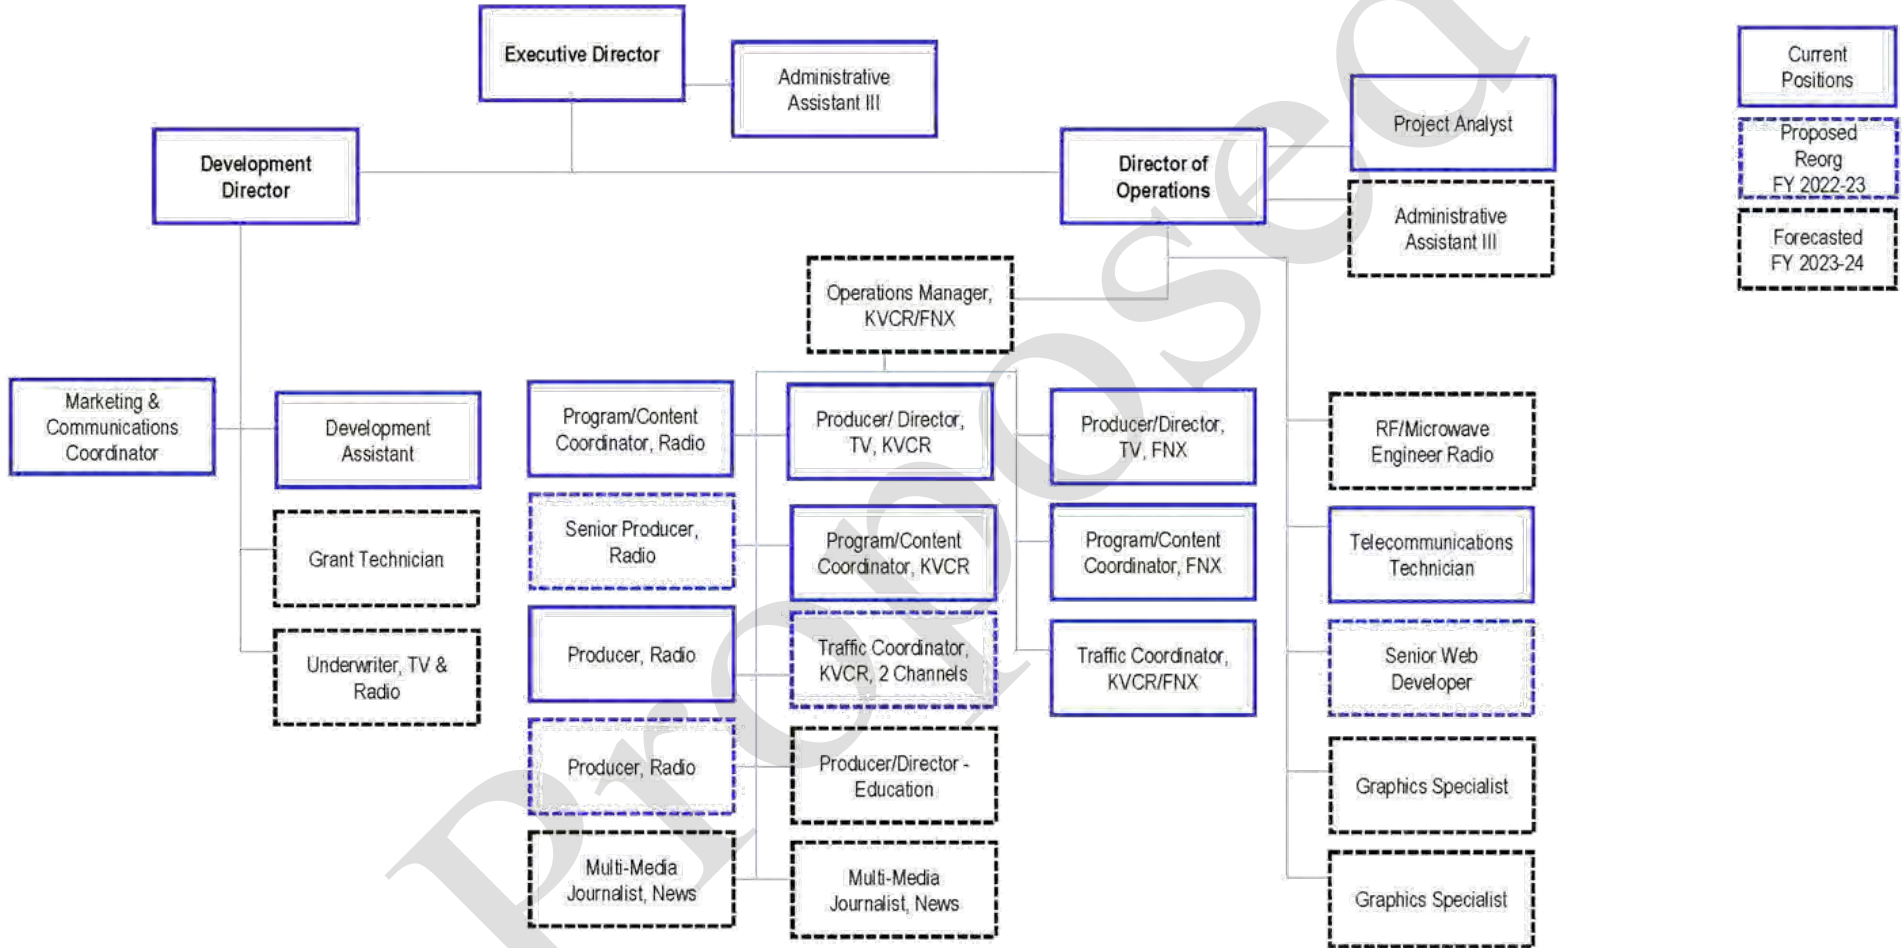 Executive Director
Administrative
Assistant III
Development
Director
Director of
Operations
Project Analyst
Administrative
Assistant III
Current
Positions
Proposed
Reorg
FY 2022-23
Forecasted
FY 2023-24
Operations Manager,
KVCR/FNX
Marketing &
Communications
Coordinator
Development
Assistant
Grant Technician
Underwriter, TV &
Radio
Program/Content
Coordinator, Radio
Senior Producer,
Radio
Producer, Radio
Producer, Radio
Multi-Media
Journalist, News
Producer/ Director,
TV, KVCR
Program/Content
Coordinator, KVCR
Traffic Coordinator,
KVCR, 2 Channels
Producer/Director -
Education
Multi-Media
Journalist, News
Producer/Director,
TV, FNX
Program/Content
Coordinator, FNX
Traffic Coordinator,
KVCR/FNX
RF/Microwave
Engineer Radio
Telecommunications
Technician
Senior Web
Developer
Graphics Specialist
Graphics Specialist
Proposed